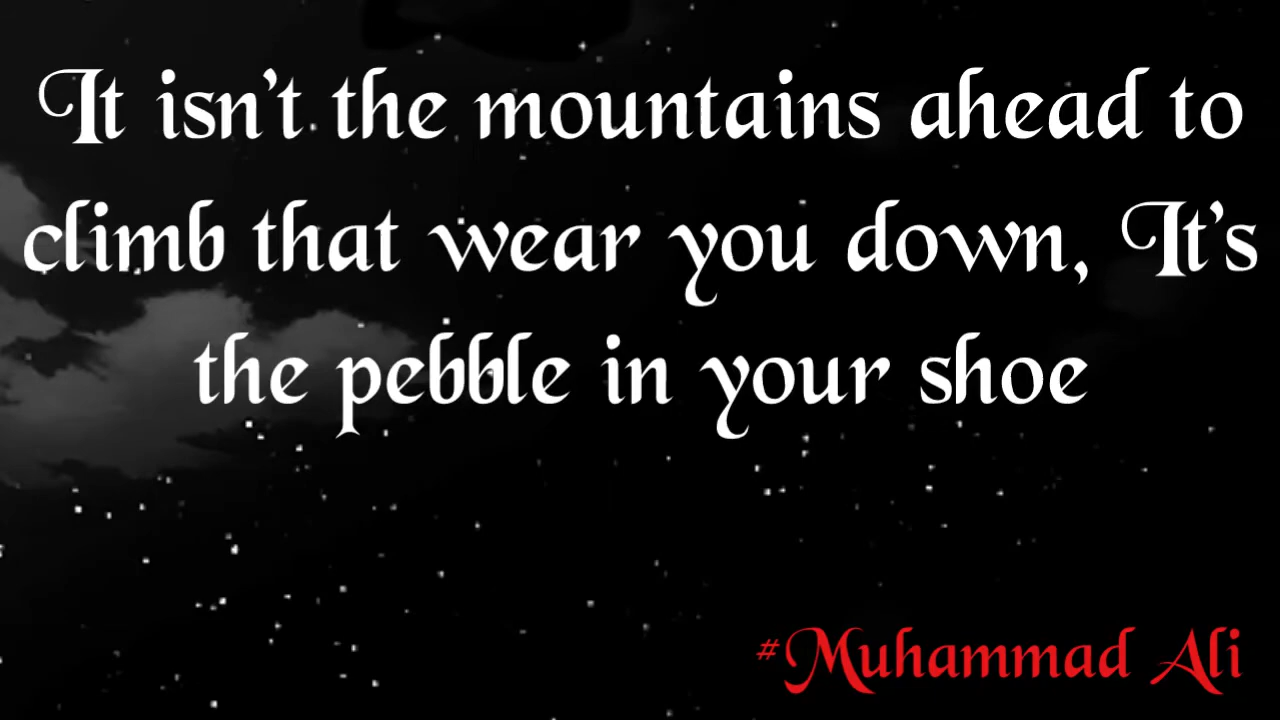 It isn't the mountains ahead to
climb that wear you down, It's
the pebble in your shoe
#Muhammad Ali